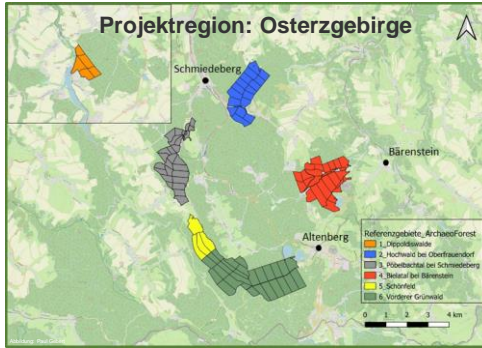 Projektregion: Osterzgebirge
Schmiedeberg
Bärenstein
Altenberg
Referenzgebiete_ArchaeoForest
1_Dippoldiswalde
2_Hochwald bei Oberfrauendorf
3_Pöbelbachtal bei Schmiedeberg
4_Bielatal bei Bärenstein
5_Schönfeld
6_Vorderer Grünwald
0 1 2 3 4 km